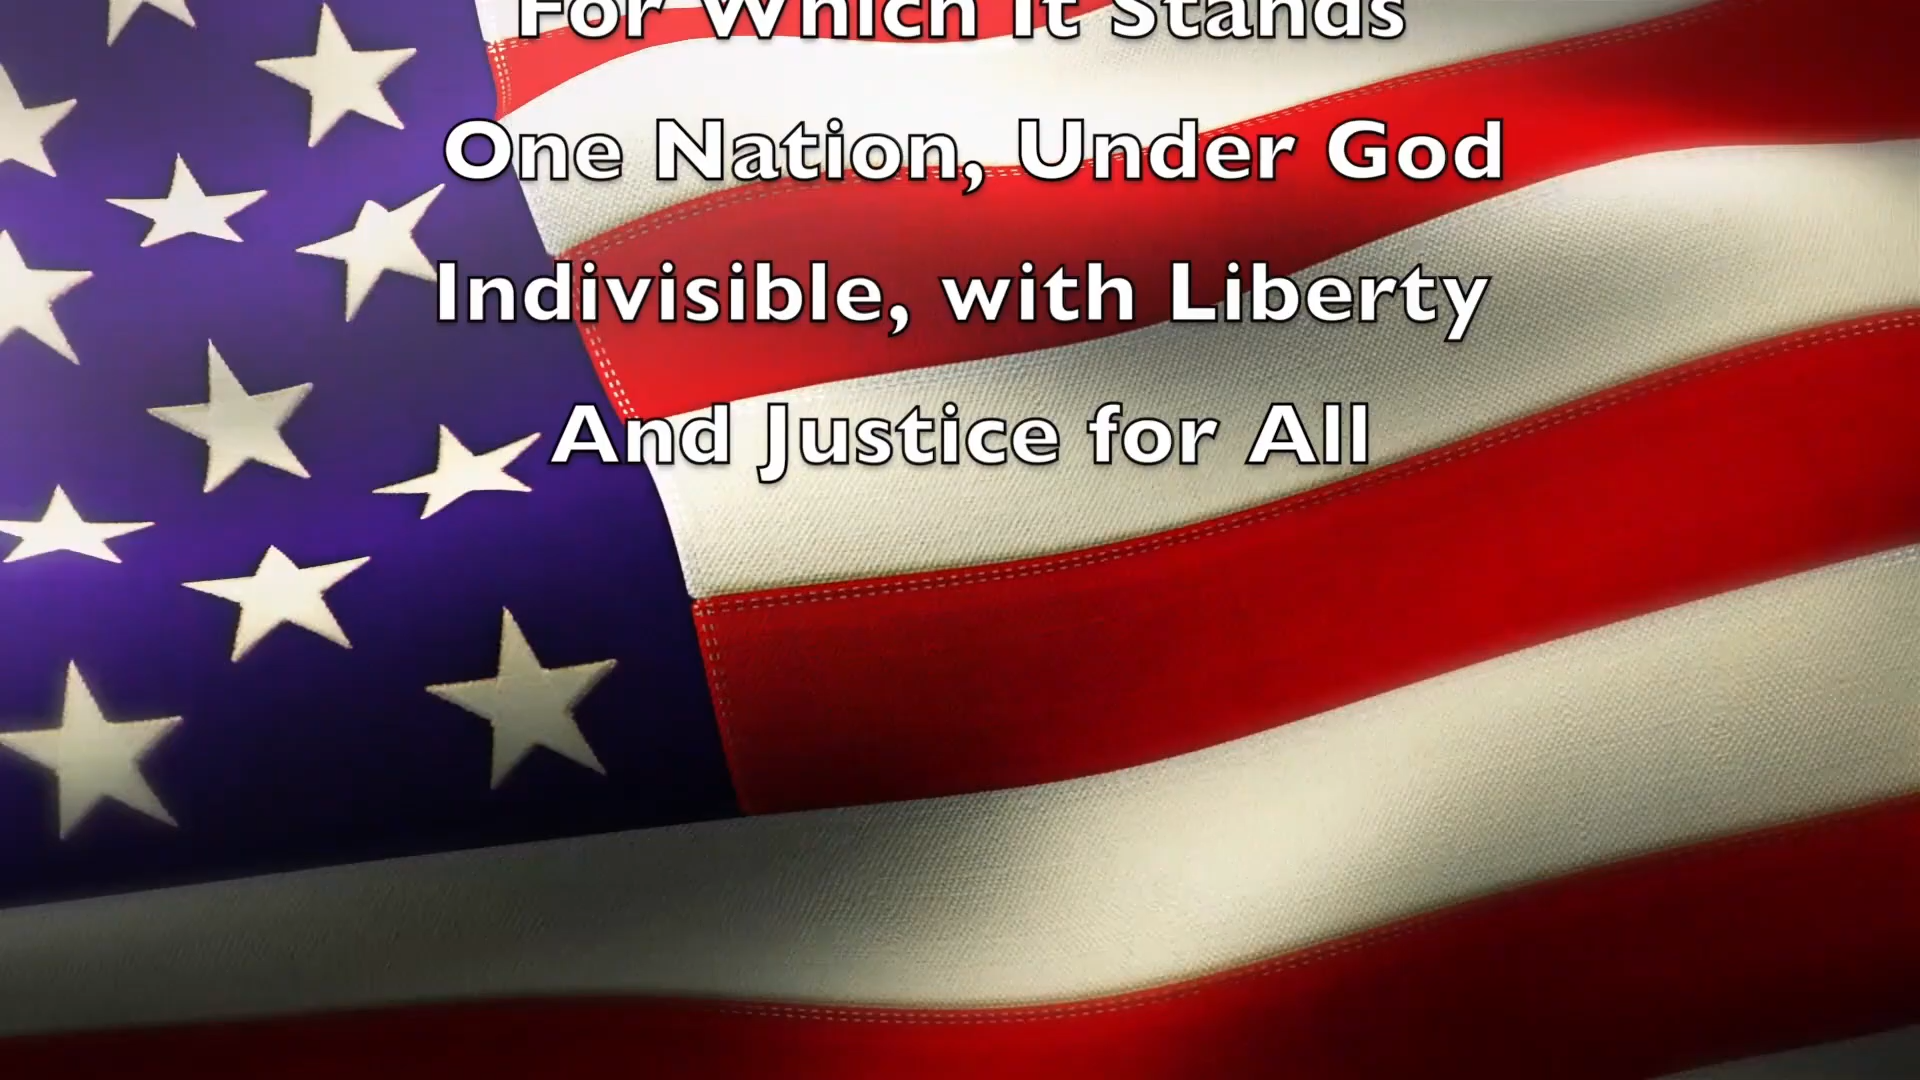 For Which It Stands
One Nation, Under God
Indivisible, with Liberty
And Justice for All